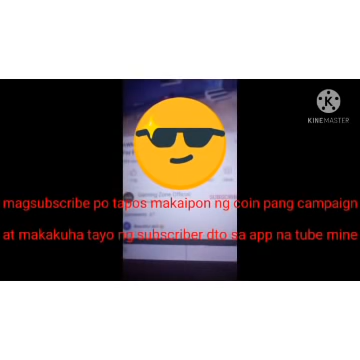 K
KINEMASTER
magsubscribe po tapos makaipon ng coin pang campaign
at makakuha tayo ng subscriber dto sa app na tube mine